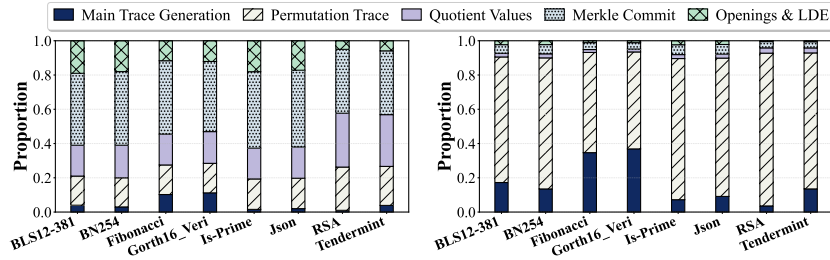 Main Trace Generation Permutation Trace Quotient Values Merkle Commit Openings & LDE
Proportion
1.0
0.8
0.6
0.4
0.2
0.0
BLS12-381
BN254
Fibonacci
Gorth16_Veri
Is-Prime
Json
RSA
Tendermint
Proportion
1.0
0.8
0.6
0.4
0.2
0.0
BLS12-381
BN254
Fibonacci
Gorth16_Veri
Is-Prime
Json
RSA
Tendermint